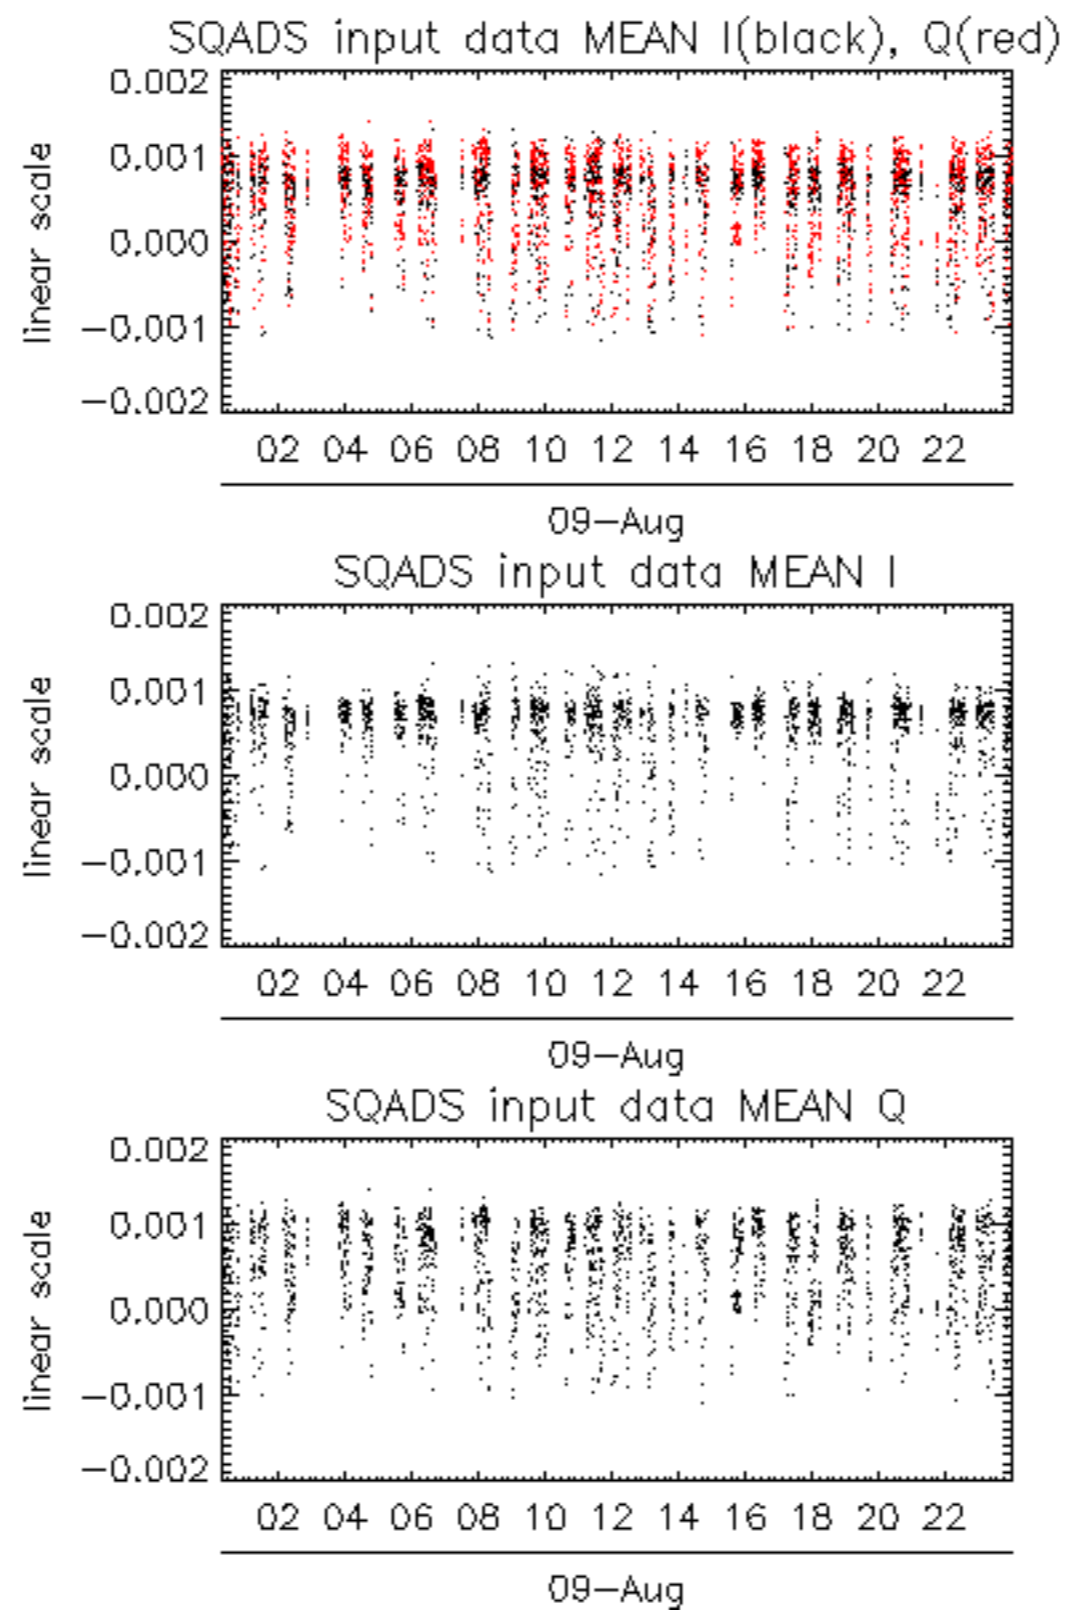 SQADS input data MEAN I(black), Q(red)
0.002
0.001
0.000
−0.001
−0.002
linear scale
02 04 06 08 10 12 14 16 18 20 22
09−Aug
SQADS input data MEAN I
0.002
0.001
0.000
−0.001
−0.002
linear scale
02 04 06 08 10 12 14 16 18 20 22
09−Aug
SQADS input data MEAN Q
0.002
0.001
0.000
−0.001
−0.002
linear scale
02 04 06 08 10 12 14 16 18 20 22
09−Aug